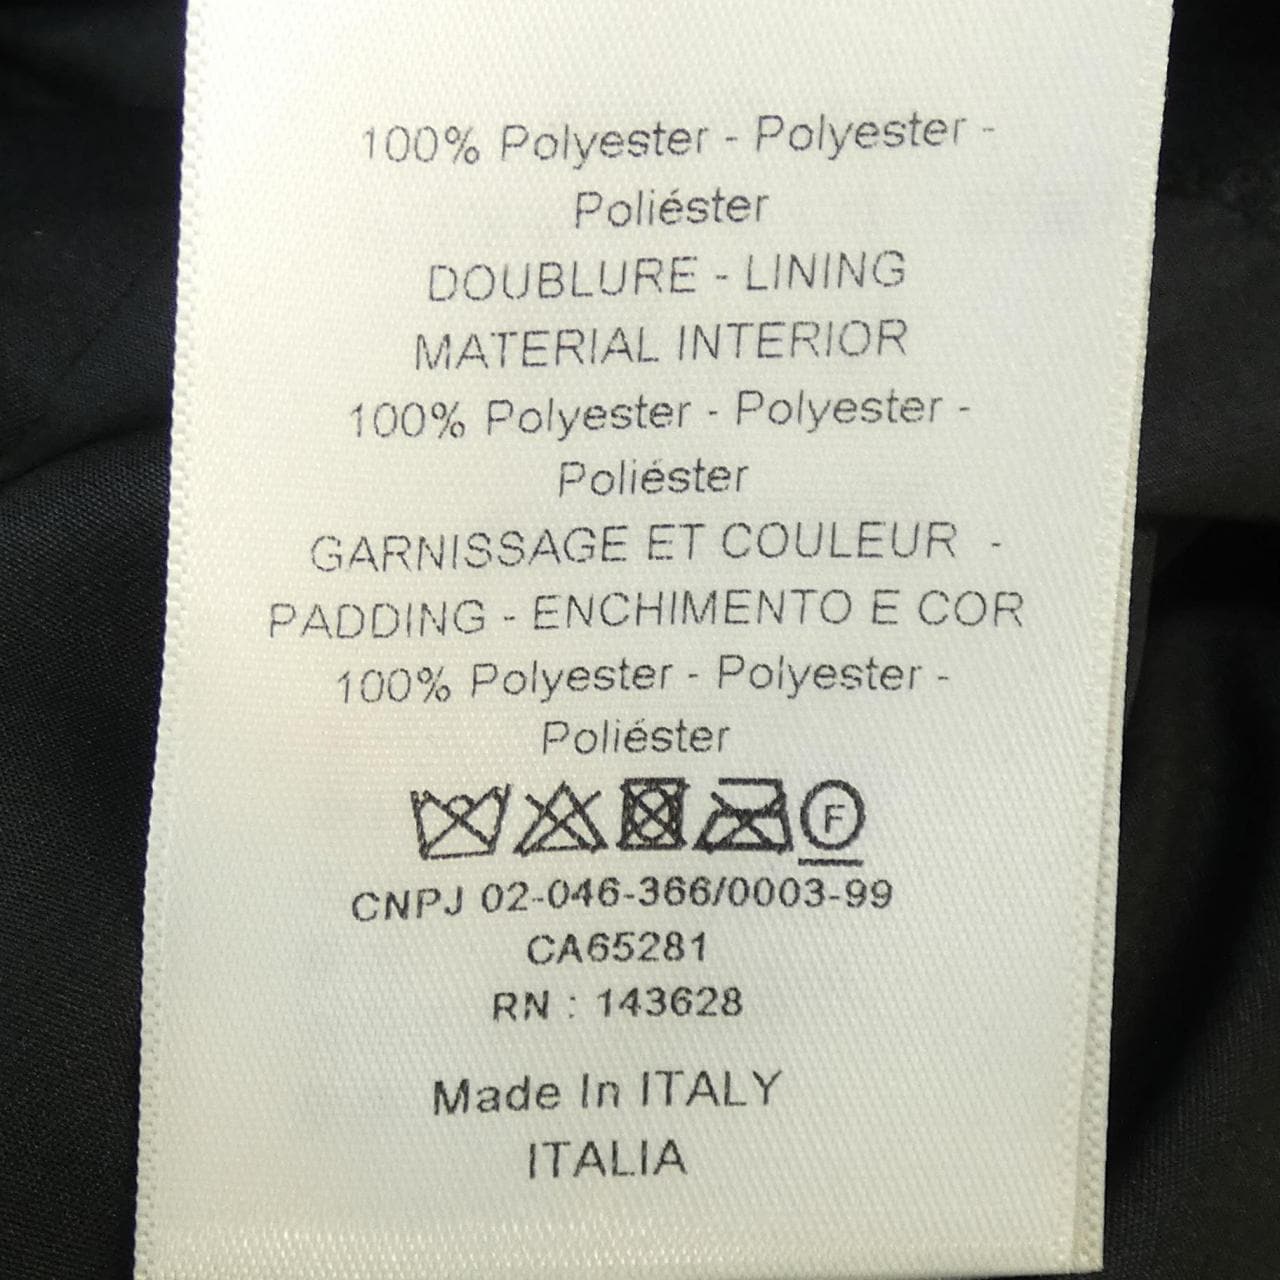 100% Polyester - Polyester -
Poliéster
DOUBLURE - LINING
MATERIAL INTERIOR
100% Polyester - Polyester -
Poliéster
GARNISSAGE ET COULEUR -
PADDING - ENCHIMENTO E COR
100% Polyester - Polyester -
Poliéster
F
CNPJ 02-046-366/0003-99
CA65281
RN : 143628
Made In ITALY
ITALIA